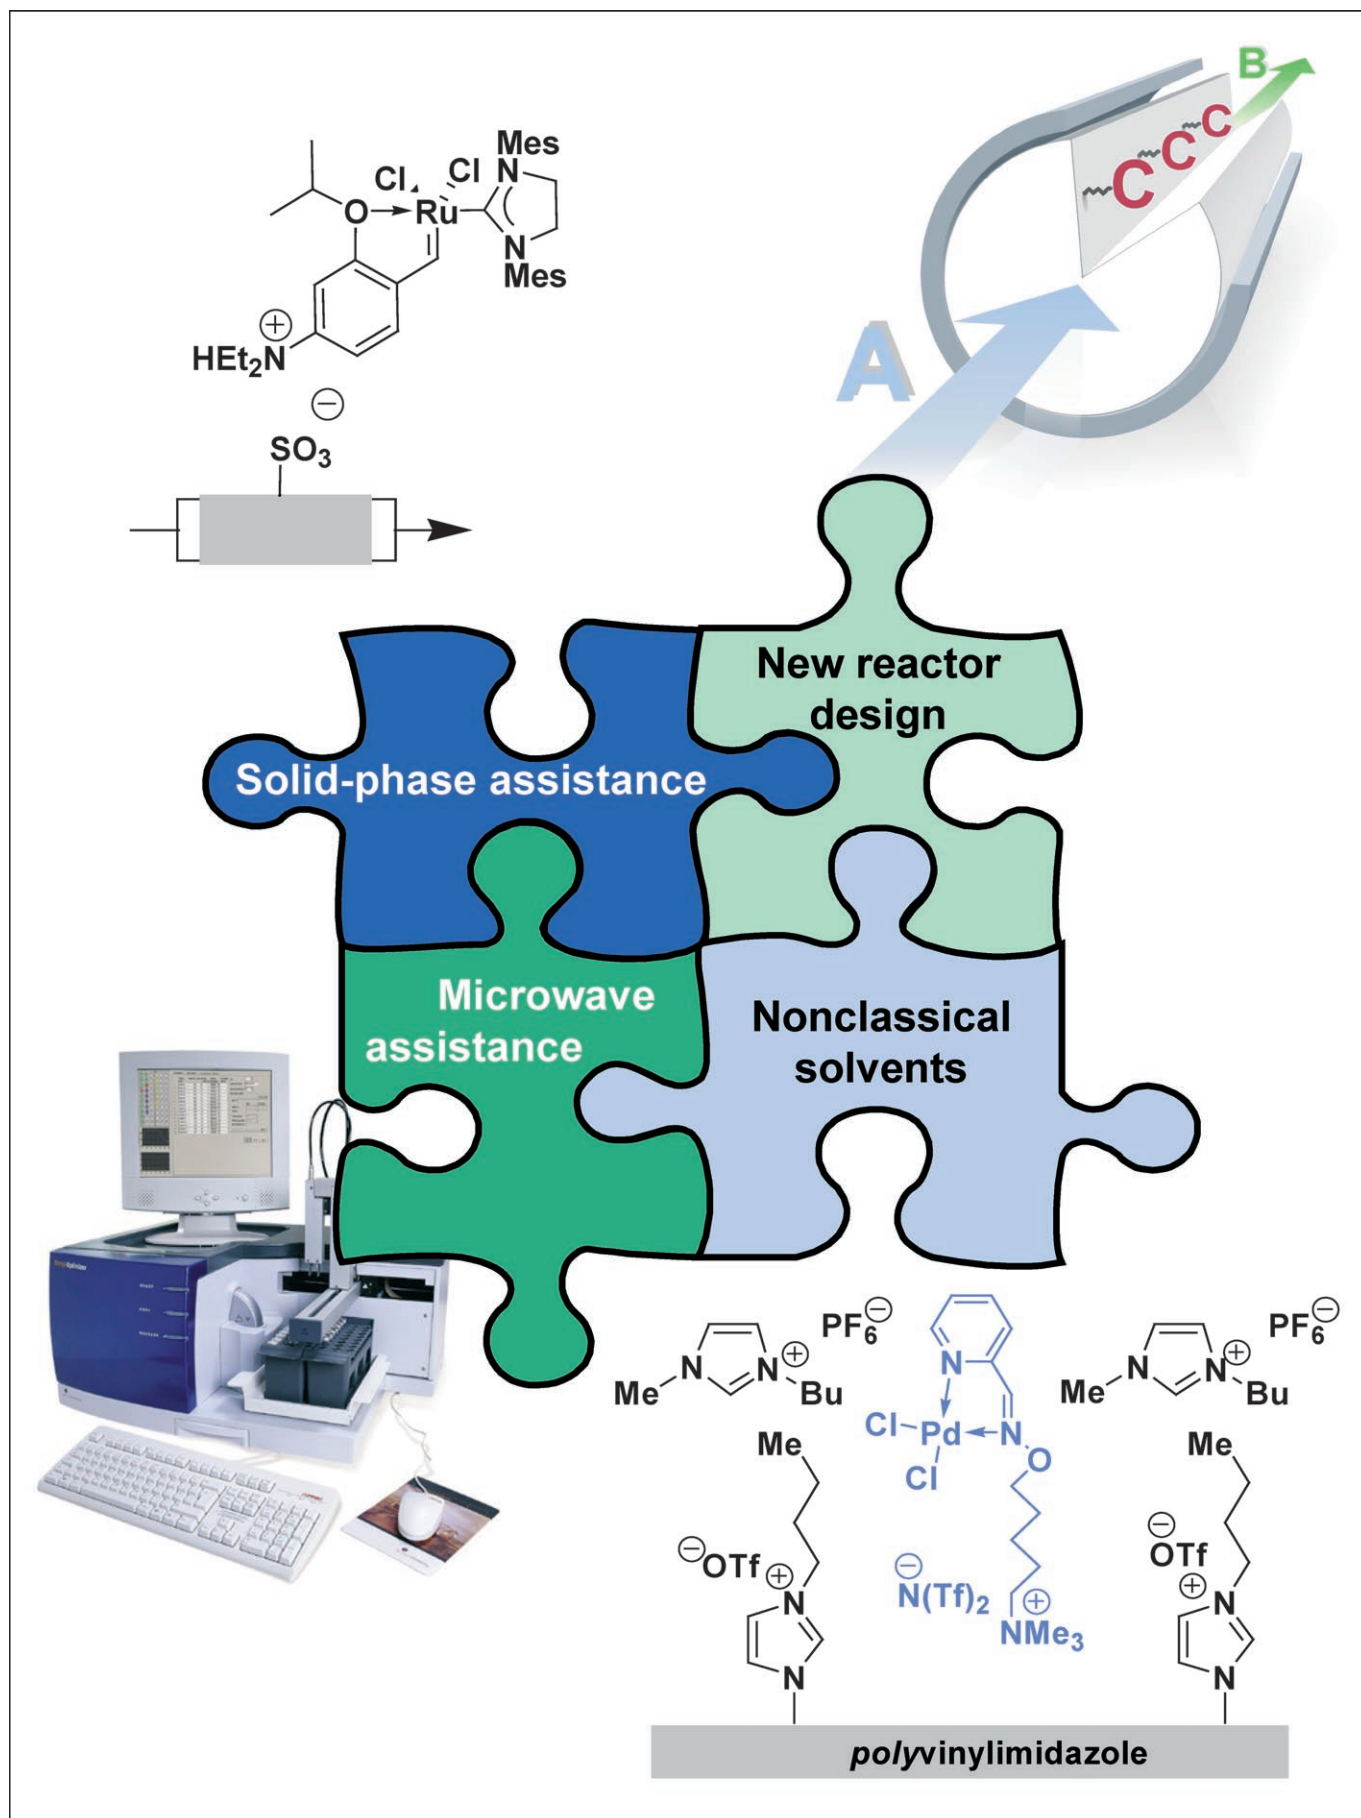 B
C C C
A
Mes
Cl Cl N
O Ru
N
Mes
HEt₂N ⊕
⊖
SO₃
New reactor
design
Solid-phase assistance
Microwave
assistance
Nonclassical
solvents
PF₆⊖
N N⊕
Me Bu
N
Cl Pd N
Cl O
PF₆⊖
N N⊕
Me Bu
Me
Me
⊖OTf ⊕
N
N
⊖
N(Tf)₂
⊕
NMe₃
⊖
OTf
⊕
N
N
polyvinylimidazole